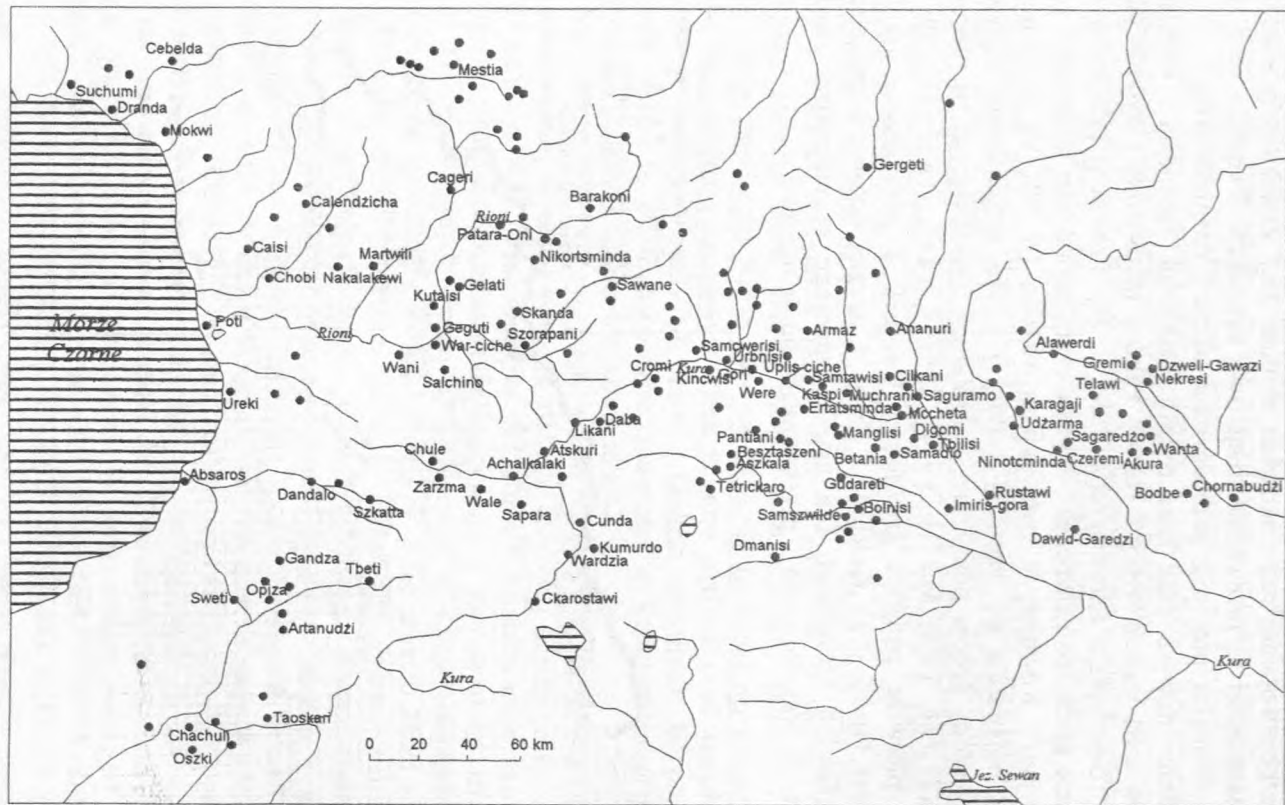 Cebelda
Mestia
Suchumi
Dranda
Mokwi
Gergeti
Cageri
Calendżicha
Barakoni
Rioni
Patara-Oni
Caisi
Martwili
Nikortsminda
Chobi
Nakalakewi
Gelati
Sawane
Kutaisi
Skanda
Morze
Czarne
Poti
Rioni
Geguti
Szorapani
Armaz
Ananuri
War-ciche
Samcwerisi
Urbnisi
Alawerdi
Wani
Cromi
Kura
Uplis-ciche
Gremi
Dzweli-Gawazi
Salchino
Kincwisi
Gori
Samtawisi
Cilkani
Nekresi
Were
Telawi
Ureki
Kaspi
Muchrani
Saguramo
Ertatsminda
Karagaji
Daba
Mccheta
Likani
Udżarma
Pantiani
Manglisi
Digomi
Sagaredżo
Tbilisi
Atskuri
Besztaszeni
Betania
Samadlo
Ninotcminda
Czeremi
Akura
Wanta
Chule
Achalkalaki
Aszkala
Absaros
Zarzma
Tetrickaro
Gudareti
Dandalo
Wale
Rustawi
Bodbe
Chornabudżi
Szkatta
Sapara
Samszwilde
Bolnisi
Imiris-gora
Cunda
Dawid-Garedzi
Kumurdo
Dmanisi
Gandza
Wardzia
Tbeti
Opiza
Sweti
Ckarostawi
Artanudżi
Kura
Kura
Taoskari
Chachuli
Oszki
0 20 40 60 km
Jez. Sewan